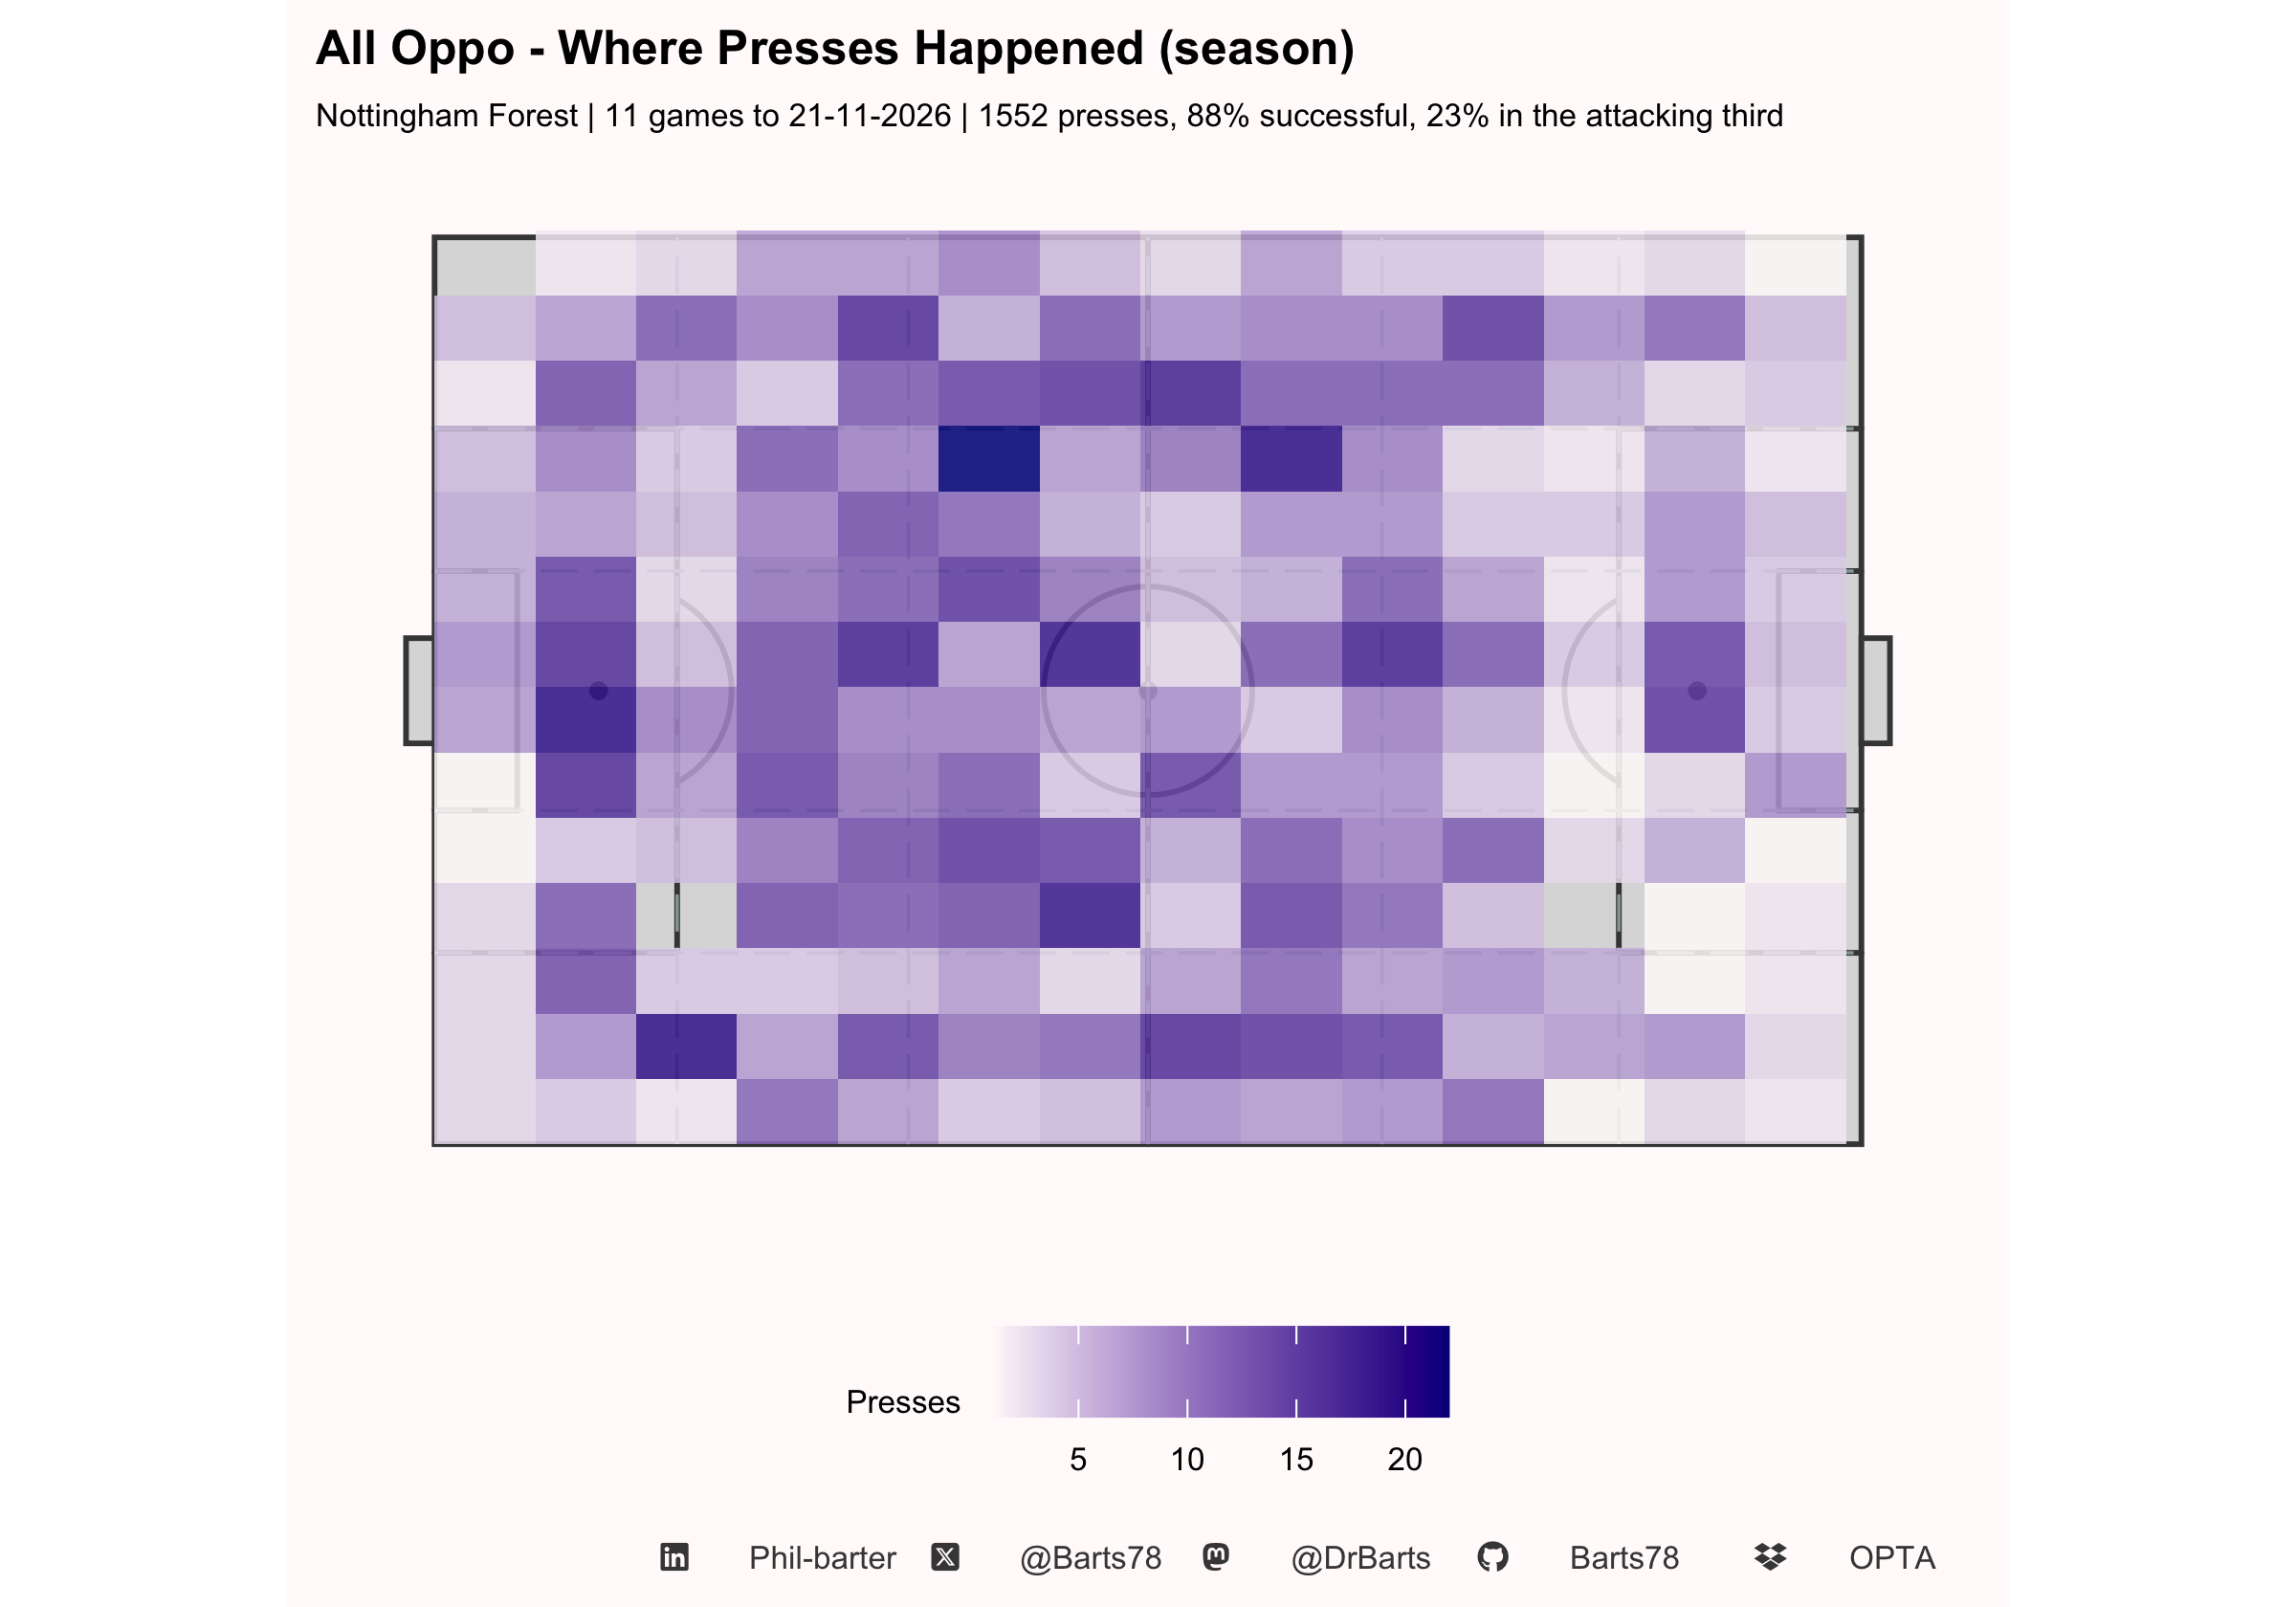 All Oppo - Where Presses Happened (season)
Nottingham Forest | 11 games to 21-11-2026 | 1552 presses, 88% successful, 23% in the attacking third
Presses
5 10 15 20
Phil-barter @Barts78 @DrBarts Barts78 OPTA